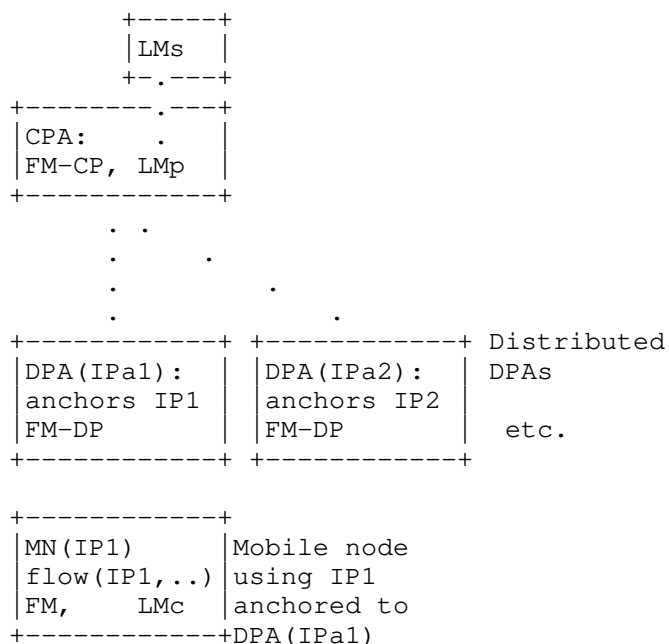 LMs
CPA: .
FM-CP, LMp
Distributed
DPA(IPa1): DPA(IPa2): DPAs
anchors IP1 anchors IP2
FM-DP FM-DP etc.
MN(IP1) Mobile node
flow(IP1,..) using IP1
FM, LMc anchored to
DPA(IPa1)